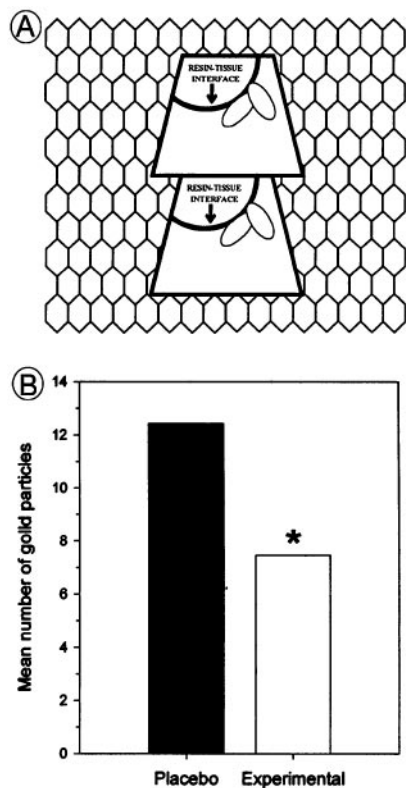 A
RESIN-TISSUE
INTERFACE
RESIN-TISSUE
INTERFACE
B
14
12
10
8
6
4
2
0
Mean number of golid particles
*
Placebo
Experimental